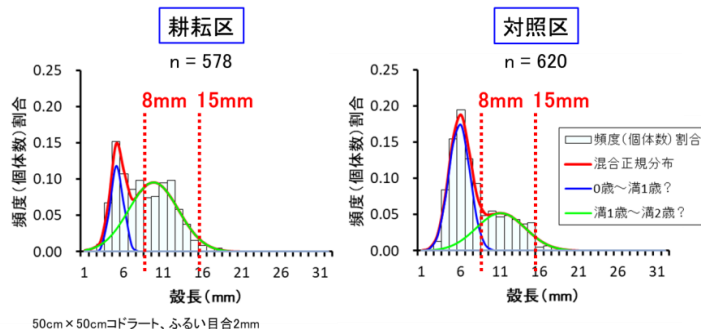 耕耘区
n = 578
頻度(個体数)割合
0.25
0.20
0.15
0.10
0.05
0.00
8mm 15mm
1 6 11 16 21 26 31
殻長(mm)
対照区
n = 620
頻度(個体数)割合
0.25
0.20
0.15
0.10
0.05
0.00
8mm 15mm
1 6 11 16 21 26 31
殻長(mm)
頻度(個体数)割合
混合正規分布
0歳~満1歳?
満1歳~満2歳?
50cm×50cmコドラート、ふるい目合2mm